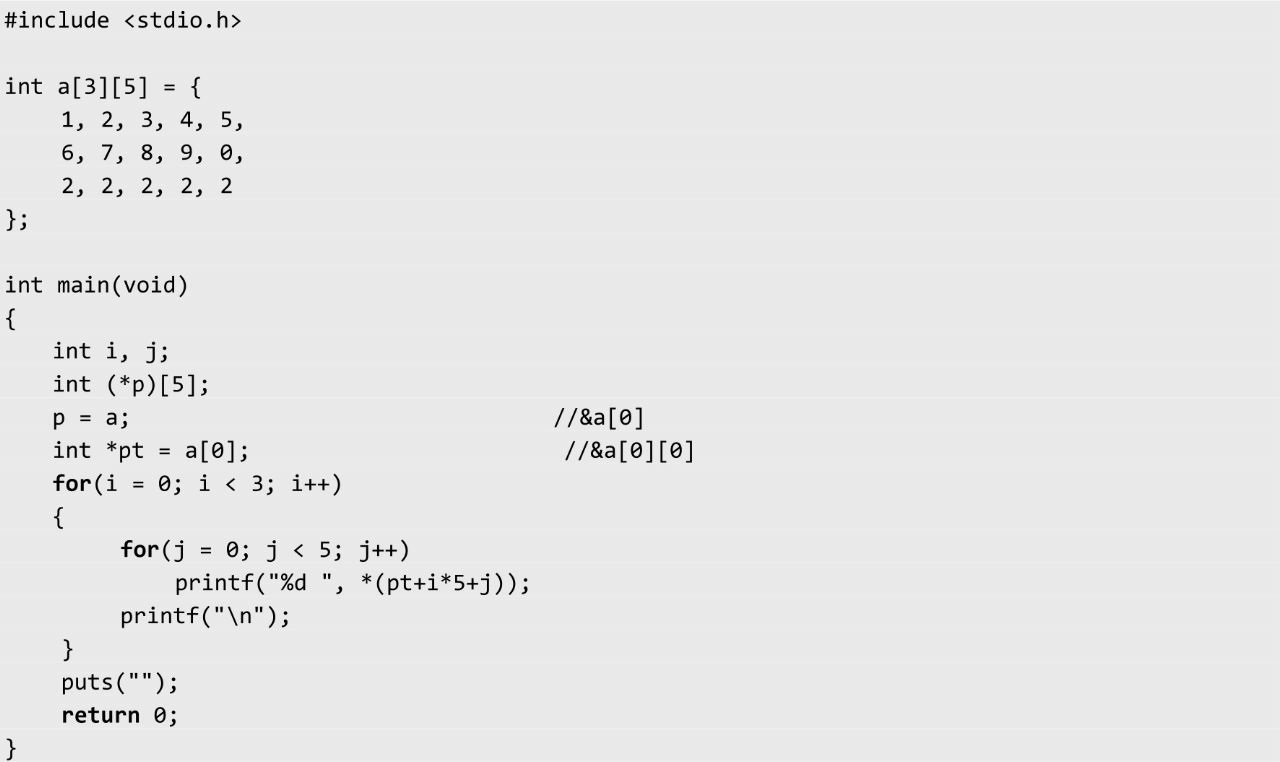 #include <stdio.h>

int a[3][5] = {
    1, 2, 3, 4, 5,
    6, 7, 8, 9, 0,
    2, 2, 2, 2, 2
};

int main(void)
{
    int i, j;
    int (*p)[5];
    p = a;                                //&a[0]
    int *pt = a[0];                        //&a[0][0]
    for(i = 0; i < 3; i++)
    {
        for(j = 0; j < 5; j++)
            printf("%d ", *(pt+i*5+j));
        printf("\n");
    }
    puts("");
    return 0;
}